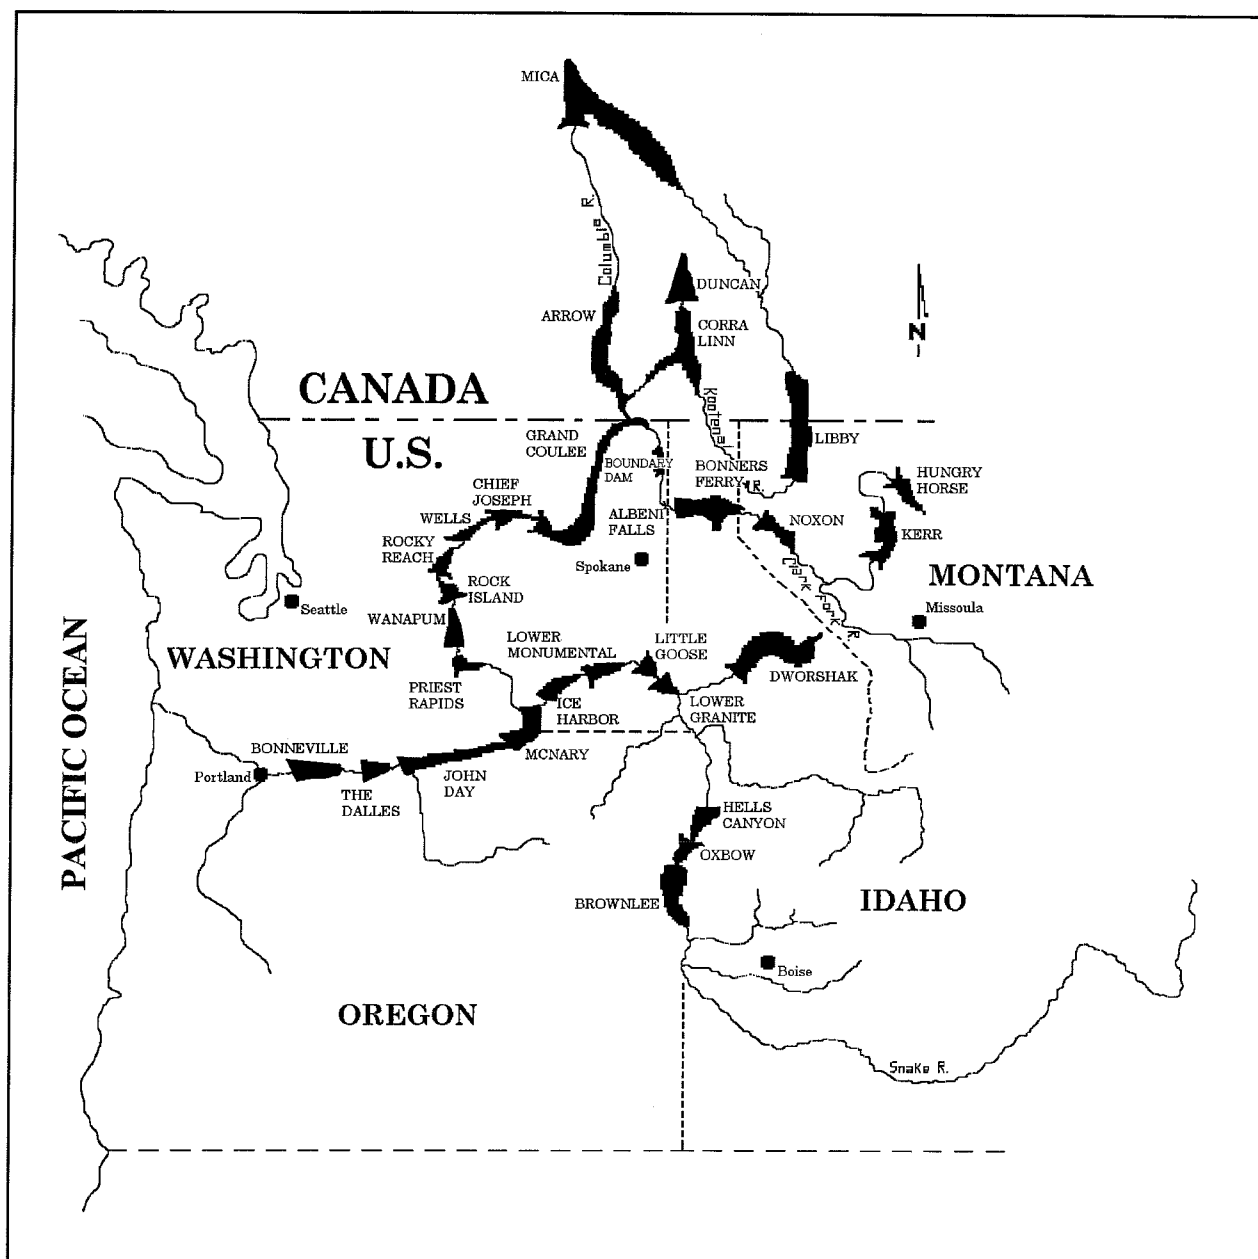 MICA
Columbia R.
DUNCAN
ARROW
CORRA
LINN
N
CANADA
Kootenai
R.
GRAND
COULEE
U.S.
LIBBY
BOUNDARY
DAM
BONNERS
FERRY
HUNGRY
HORSE
CHIEF
JOSEPH
WELLS
ALBENI
FALLS
NOXON
KERR
ROCKY
REACH
Spokane
Clark Fork R.
MONTANA
ROCK
ISLAND
Seattle
Missoula
WANAPUM
PACIFIC OCEAN
WASHINGTON
LOWER
MONUMENTAL
LITTLE
GOOSE
DWORSHAK
PRIEST
RAPIDS
ICE
HARBOR
LOWER
GRANITE
BONNEVILLE
MCNARY
Portland
JOHN
DAY
THE
DALLES
HELLS
CANYON
OXBOW
BROWNLEE
IDAHO
Boise
OREGON
Snake R.